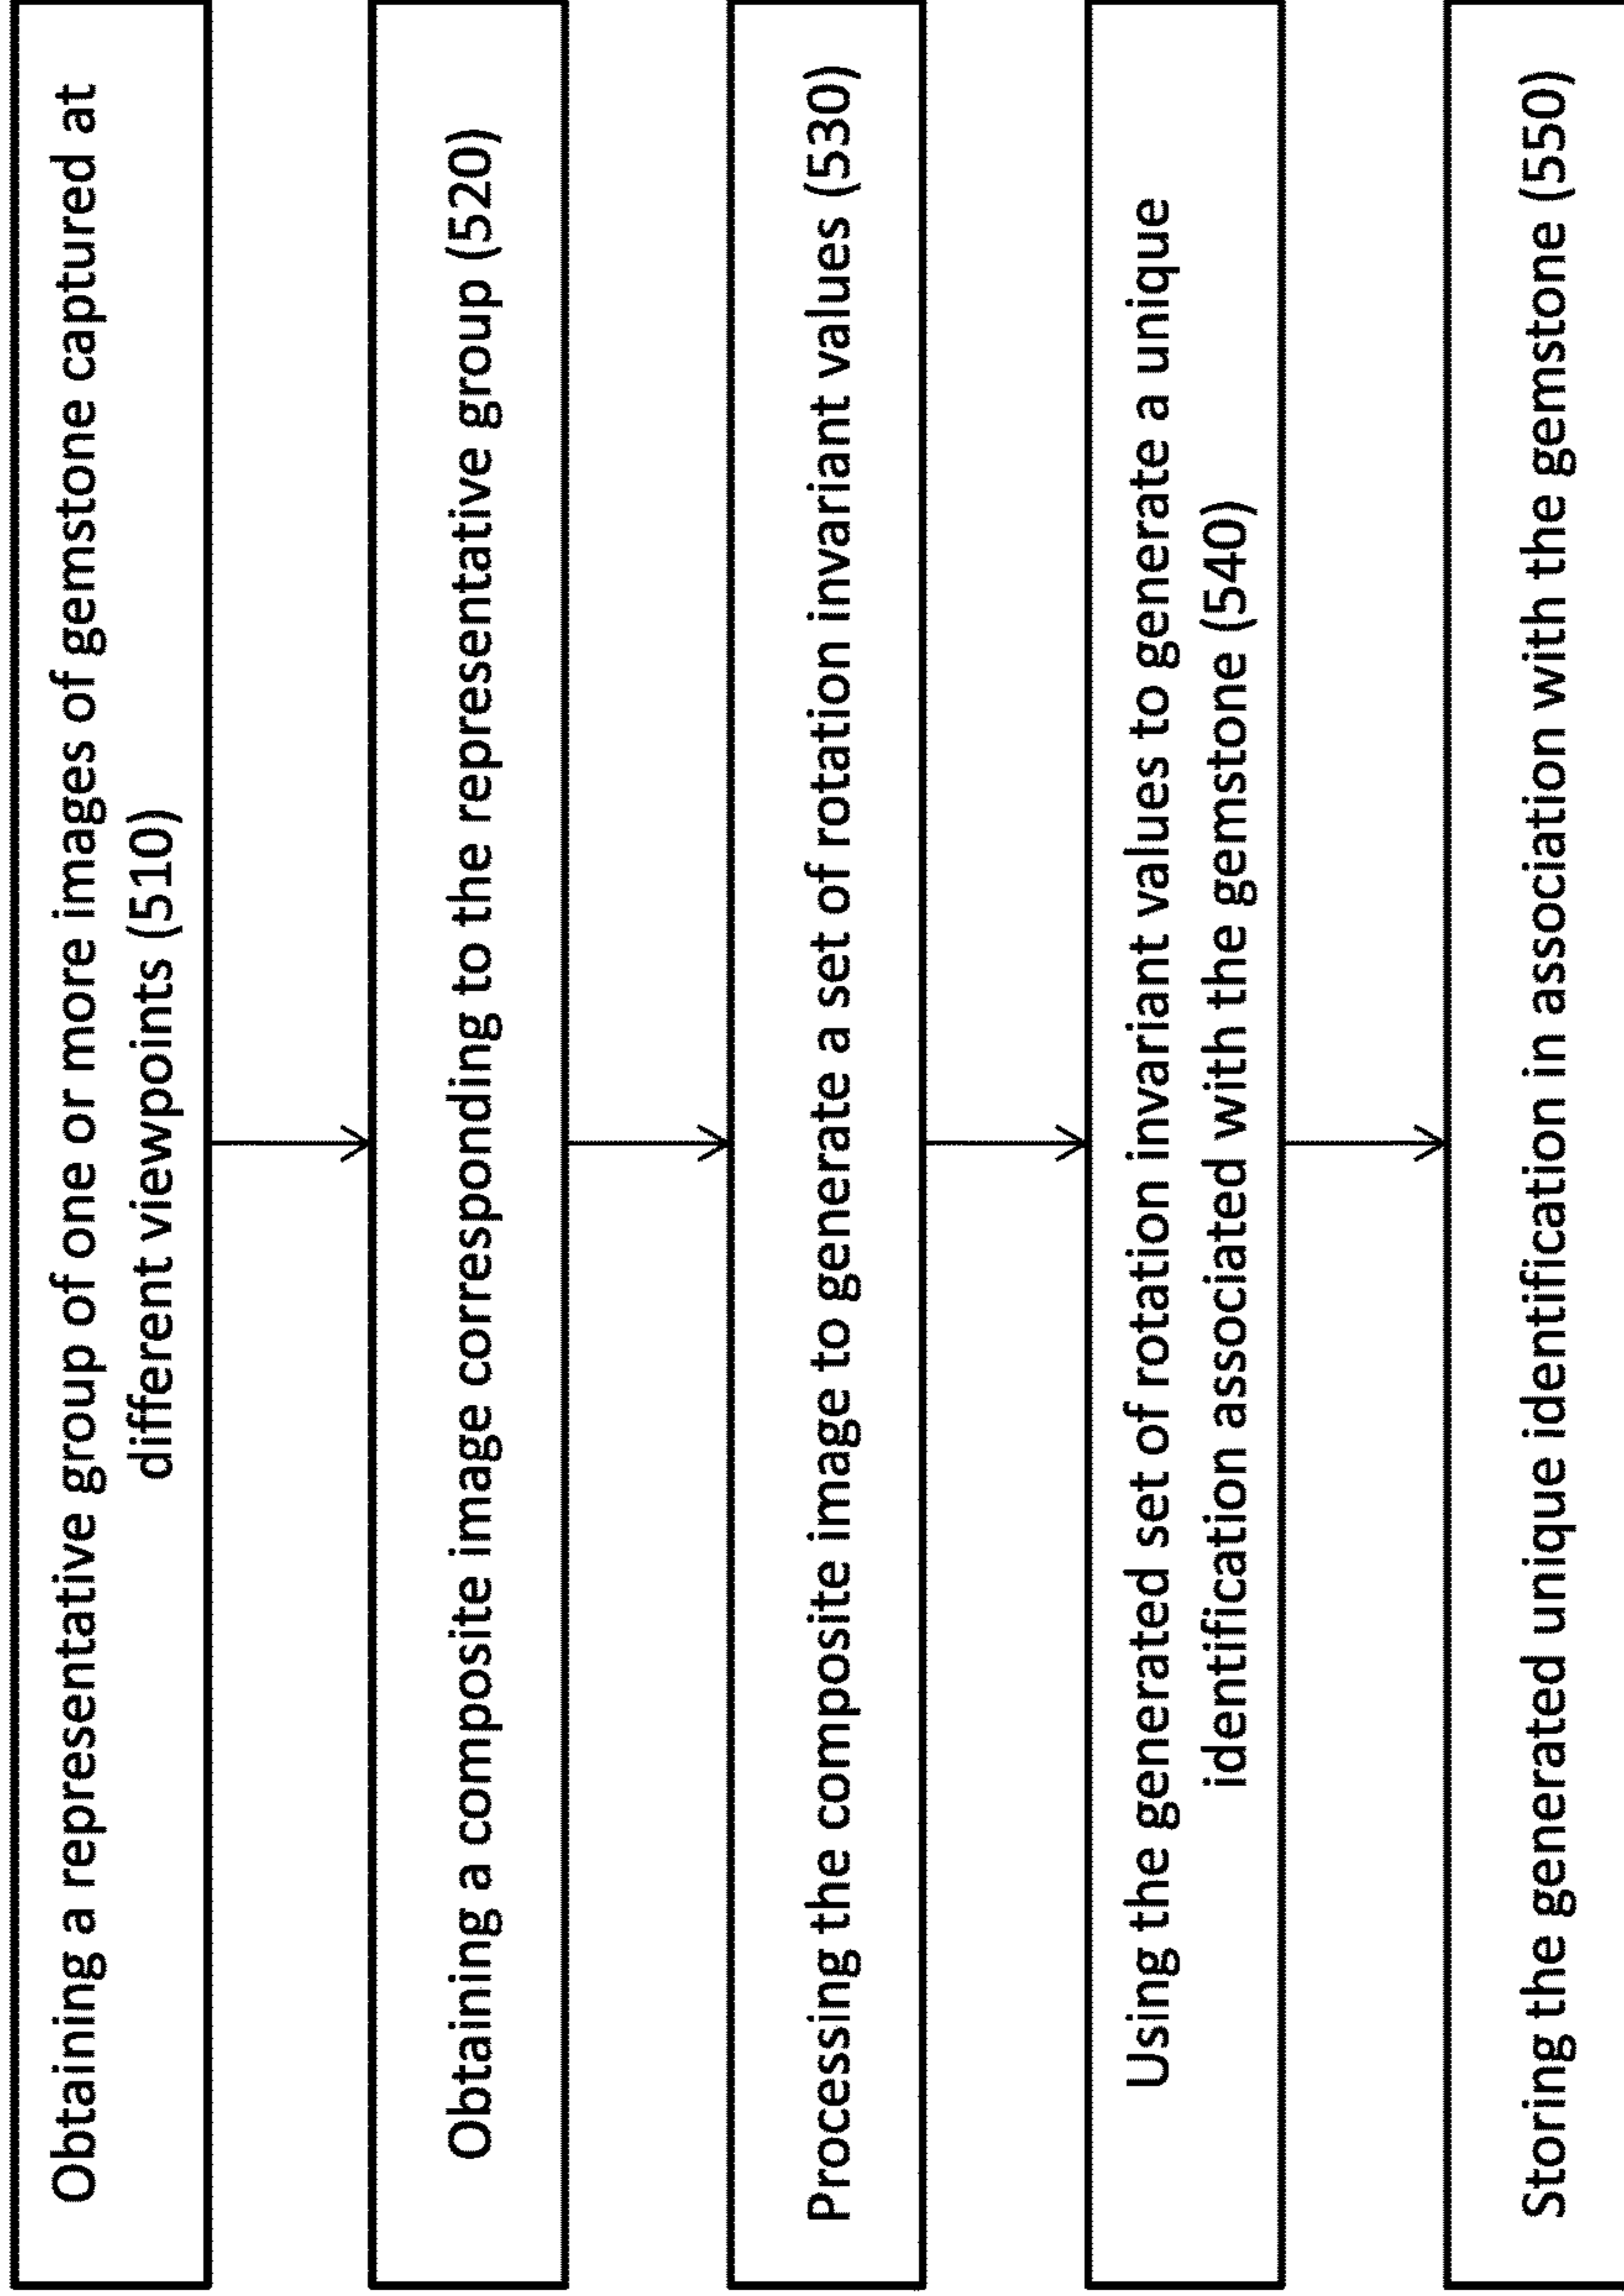 Obtaining a representative group of one or more images of gemstone captured at
different viewpoints (510)
Obtaining a composite image corresponding to the representative group (520)
Processing the composite image to generate a set of rotation invariant values (530)
Using the generated set of rotation invariant values to generate a unique
identification associated with the gemstone (540)
Storing the generated unique identification in association with the gemstone (550)